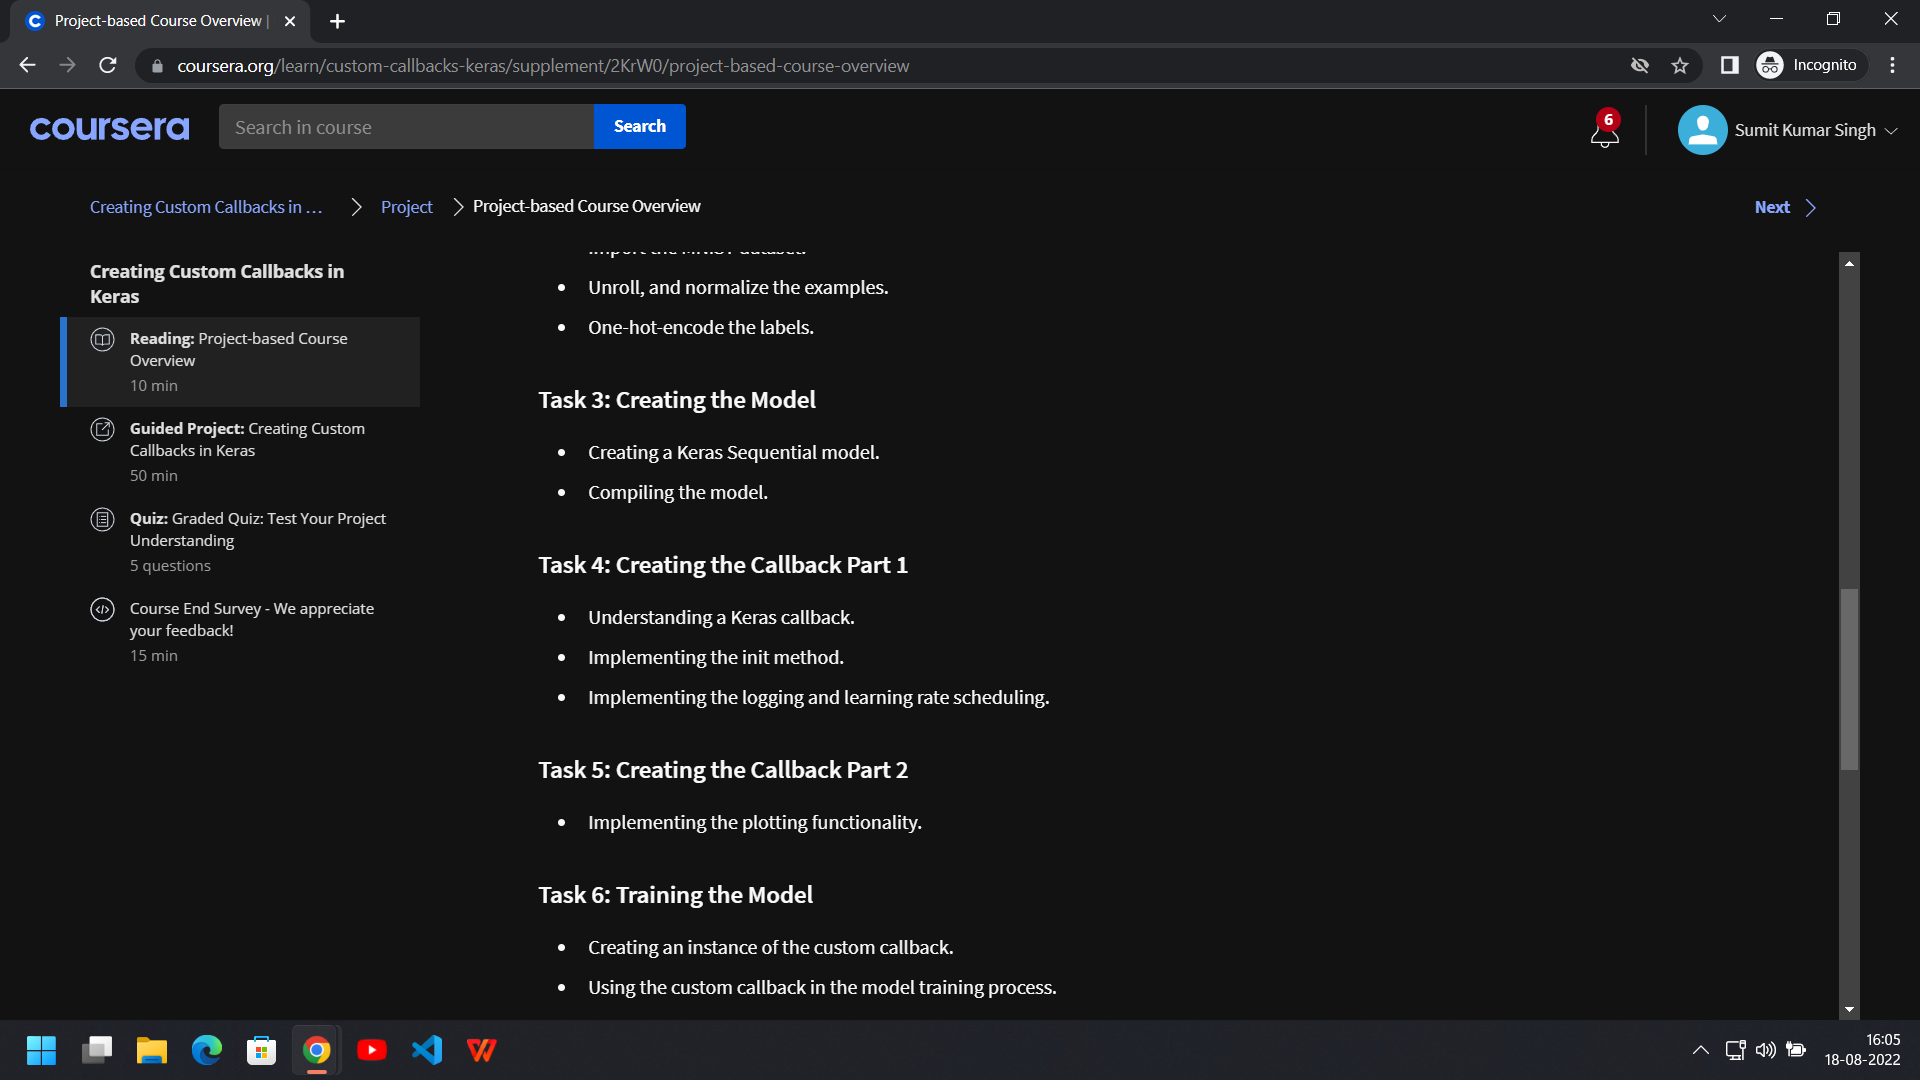 Project-based Course Overview |
coursera.org/learn/custom-callbacks-keras/supplement/2KrW0/project-based-course-overview
Incognito
coursera
Search in course
Search
6
Sumit Kumar Singh
Creating Custom Callbacks in ...
Project
Project-based Course Overview
Next
Creating Custom Callbacks in
Keras
Reading: Project-based Course
Overview
10 min
Guided Project: Creating Custom
Callbacks in Keras
50 min
Quiz: Graded Quiz: Test Your Project
Understanding
5 questions
Course End Survey - We appreciate
your feedback!
15 min
Import the MNIST dataset.
Unroll, and normalize the examples.
One-hot-encode the labels.
Task 3: Creating the Model
Creating a Keras Sequential model.
Compiling the model.
Task 4: Creating the Callback Part 1
Understanding a Keras callback.
Implementing the init method.
Implementing the logging and learning rate scheduling.
Task 5: Creating the Callback Part 2
Implementing the plotting functionality.
Task 6: Training the Model
Creating an instance of the custom callback.
Using the custom callback in the model training process.
16:05
18-08-2022